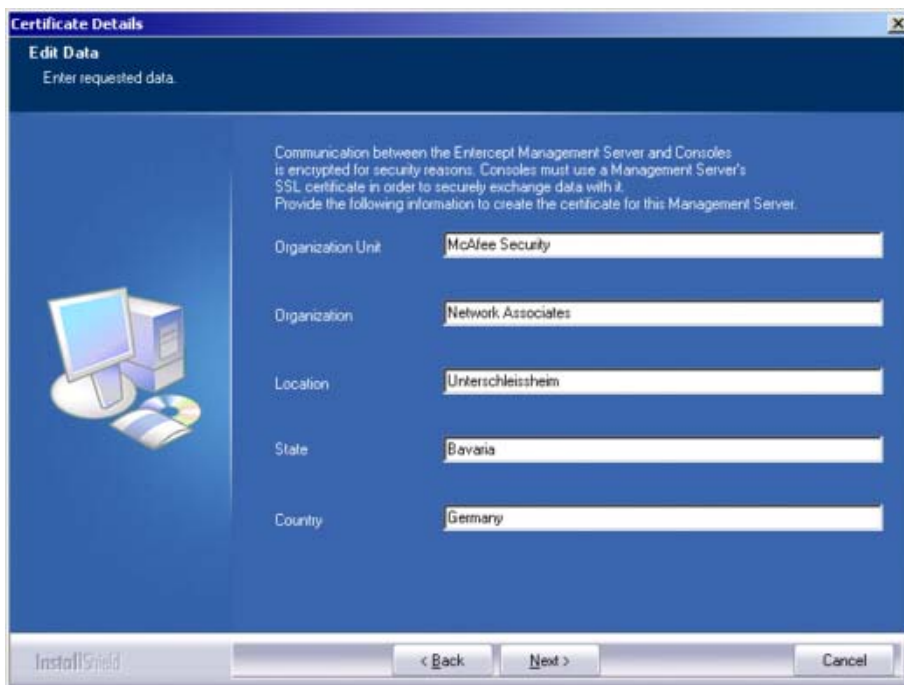 Certificate Details
Edit Data
Enter requested data.
Communication between the Entercept Management Server and Consoles
is encrypted for security reasons. Consoles must use a Management Server's
SSL certificate in order to securely exchange data with it.
Provide the following information to create the certificate for this Management Server.
Organization Unit McAfee Security
Organization Network Associates
Location Unterschleissheim
State Bavaria
Country Germany
InstallShield < Back Next > Cancel